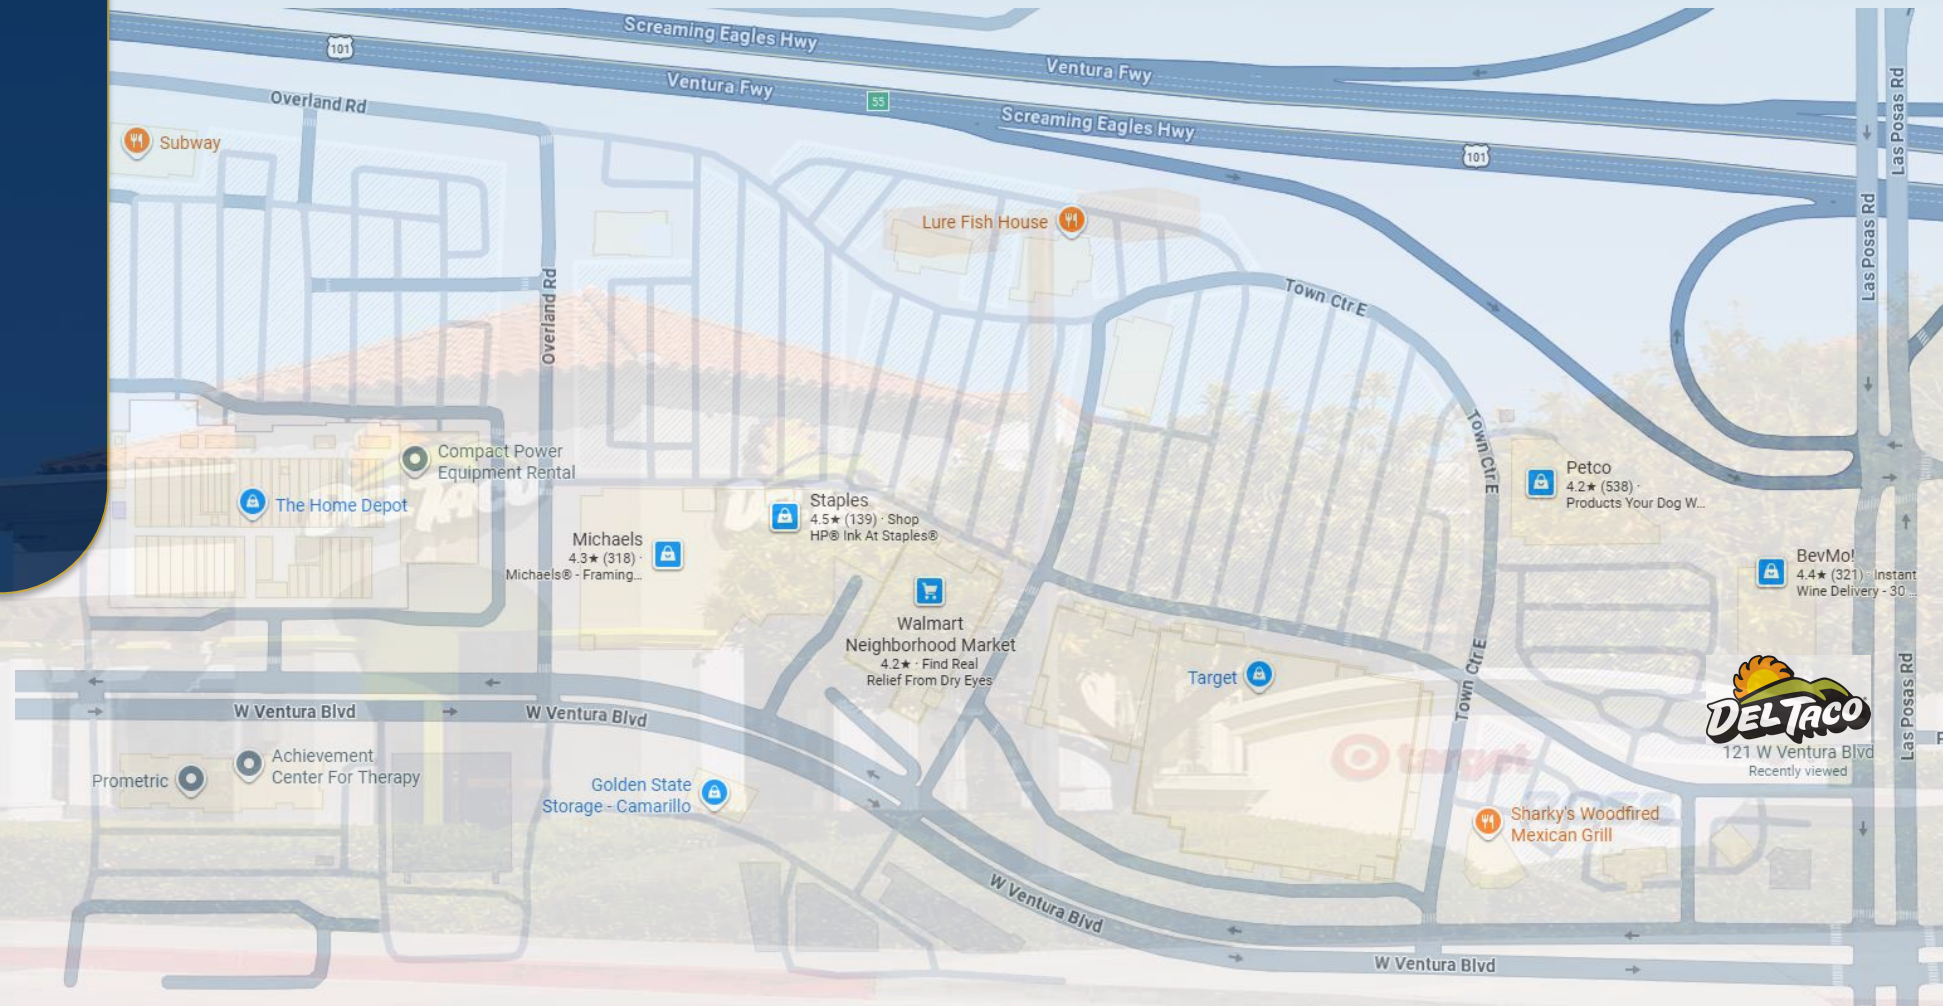 Screaming Eagles Hwy
101
Ventura Fwy
Ventura Fwy
55
Overland Rd
Screaming Eagles Hwy
101
Las Posas Rd
Subway
Lure Fish House
Las Posas Rd
Town Ctr E
Overland Rd
Town Ctr E
Compact Power
Equipment Rental
The Home Depot
DEL TACO
Staples
4.5★ (139) · Shop
HP® Ink At Staples®
Michaels
4.3★ (318) ·
Michaels® - Framing...
Petco
4.2★ (538) ·
Products Your Dog W...
BevMo!
4.4★ (321) · Instant
Wine Delivery - 30 ...
Walmart
Neighborhood Market
4.2★ · Find Real
Relief From Dry Eyes
Target
Town Ctr E
Las Posas Rd
DEL TACO
121 W Ventura Blvd
Recently viewed
W Ventura Blvd
W Ventura Blvd
target
Achievement
Center For Therapy
Prometric
Golden State
Storage - Camarillo
Sharky's Woodfired
Mexican Grill
W Ventura Blvd
W Ventura Blvd